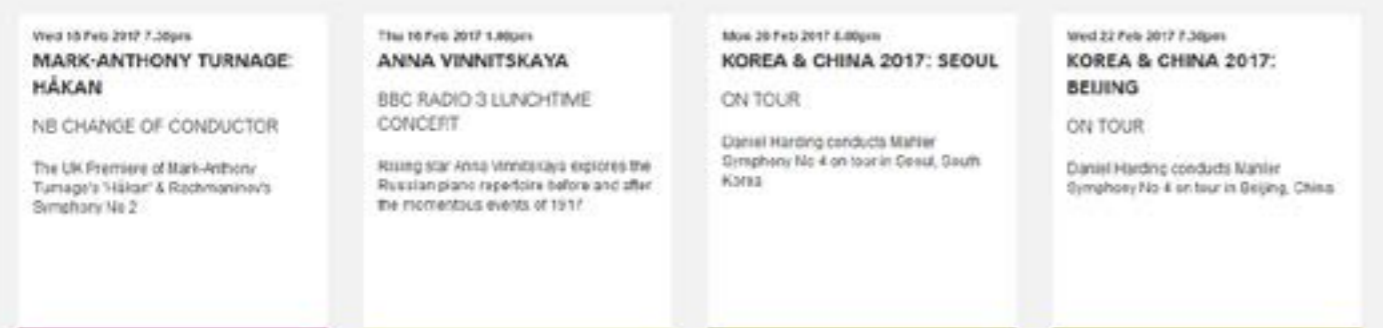 Wed 15 Feb 2017 7.30pm
MARK-ANTHONY TURNAGE:
HÅKAN
NB CHANGE OF CONDUCTOR
The UK Premiere of Mark-Anthony
Turnage's 'Håkan' & Rachmaninov's
Symphony No 2
Thu 16 Feb 2017 1.00pm
ANNA VINNITSKAYA
BBC RADIO 3 LUNCHTIME
CONCERT
Rising star Anna Vinnitskaya explores the
Russian piano repertoire before and after
the momentous events of 1917
Mon 20 Feb 2017 8.00pm
KOREA & CHINA 2017: SEOUL
ON TOUR
Daniel Harding conducts Mahler
Symphony No 4 on tour in Seoul, South
Korea
Wed 22 Feb 2017 7.30pm
KOREA & CHINA 2017:
BEIJING
ON TOUR
Daniel Harding conducts Mahler
Symphony No 4 on tour in Beijing, China